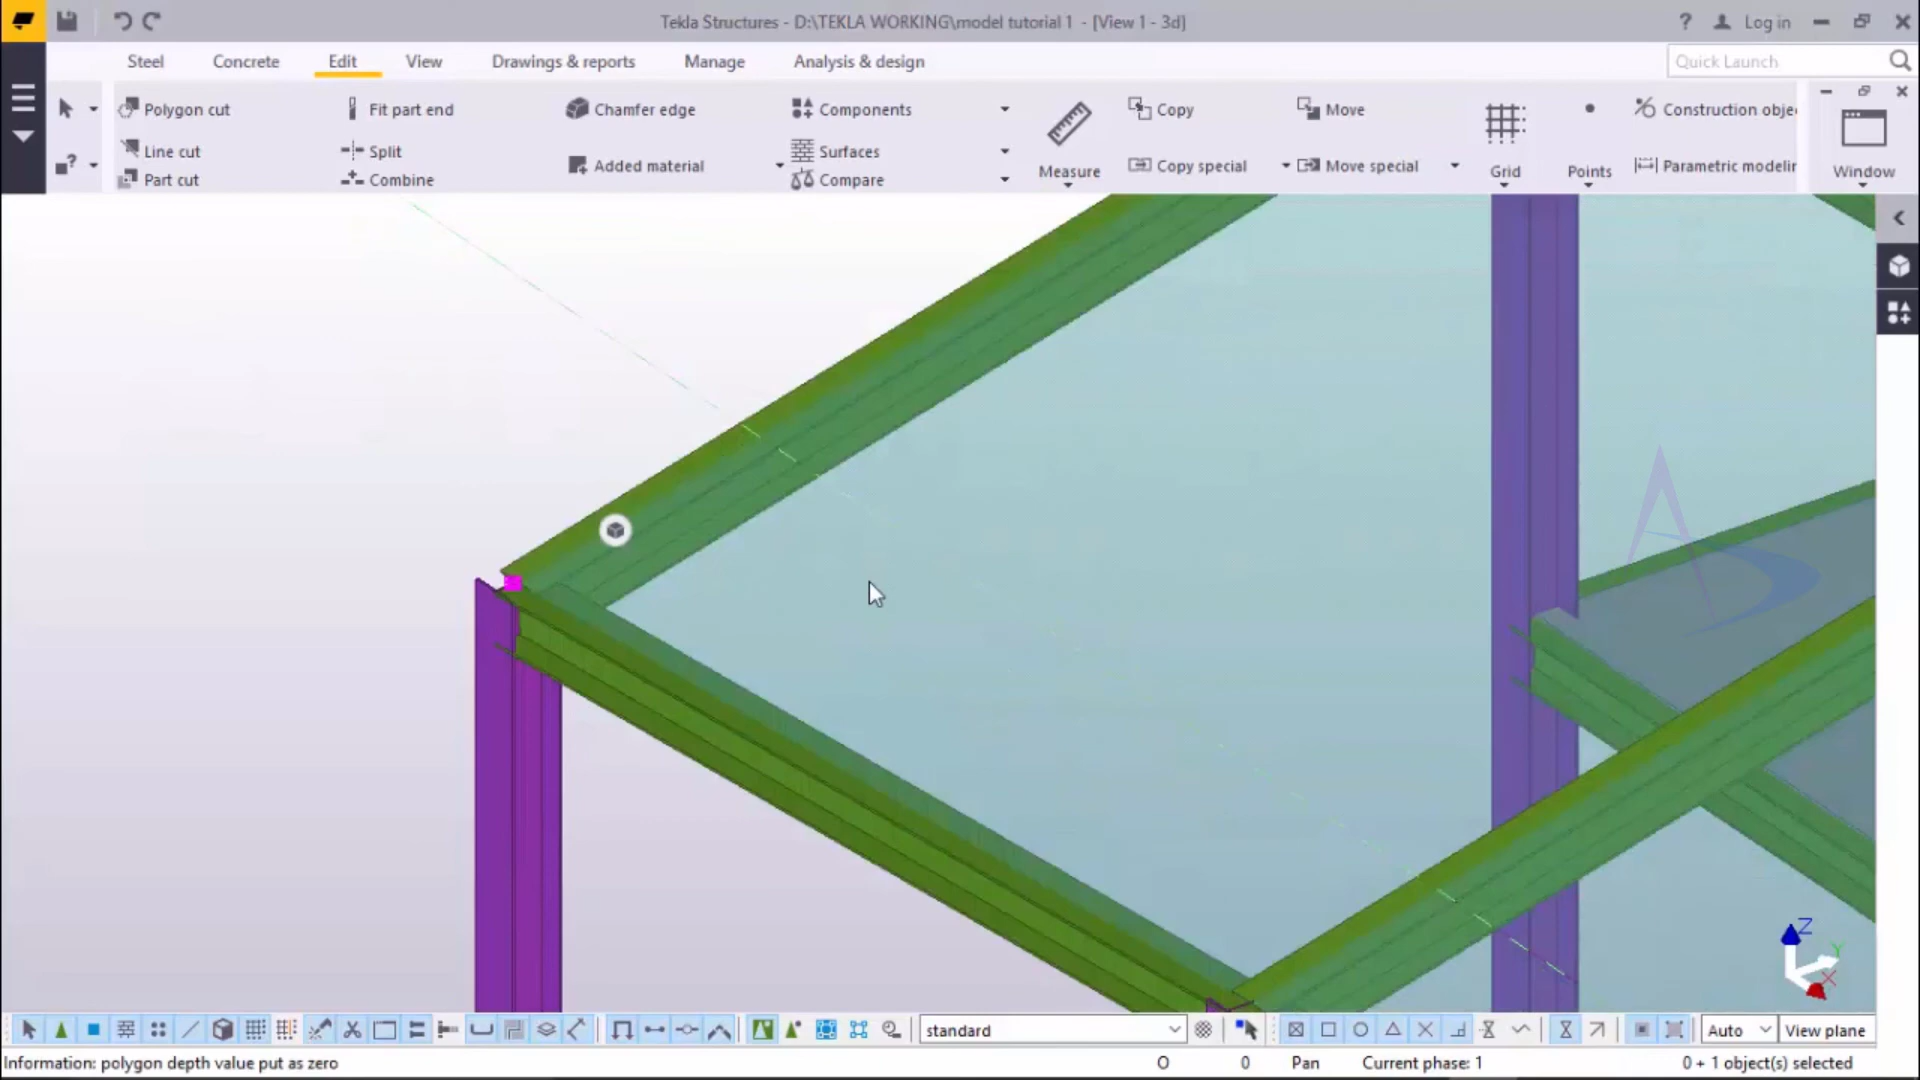 Tekla Structures - D:\TEKLA WORKING\model tutorial 1 - [View 1 - 3d]
? Log in
Steel Concrete Edit View Drawings & reports Manage Analysis & design Quick Launch
Polygon cut Fit part end Chamfer edge Components Copy Move Construction obje
Line cut Split Added material Surfaces Measure Copy special Move special Grid Points Parametric modelin Window
Part cut Combine Compare
Z
Y
X
standard Auto View plane
Information: polygon depth value put as zero O 0 Pan Current phase: 1 0 + 1 object(s) selected